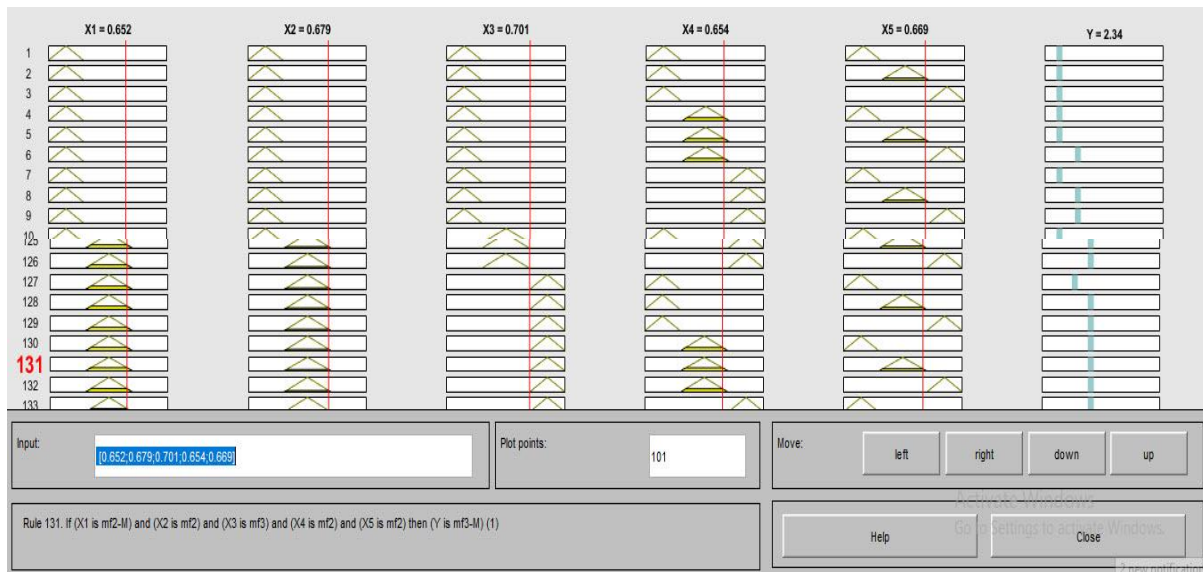 X1 = 0.652 X2 = 0.679 X3 = 0.701 X4 = 0.654 X5 = 0.669 Y = 2.34
1
2
3
4
5
6
7
8
9
10
126
127
128
129
130
131
132
133
Input: [0.652;0.679;0.701;0.654;0.669] Plot points: 101 Move: left right down up
Activate Windows
Rule 131. If (X1 is mf2-M) and (X2 is mf2) and (X3 is mf3) and (X4 is mf2) and (X5 is mf2) then (Y is mf3-M) (1)
Go to Settings to activate Windows.
Help Close
2 new notification